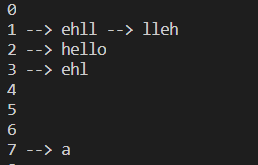 0
1 --> ehll --> lleh
2 --> hello
3 --> ehl
4
5
6
7 --> a